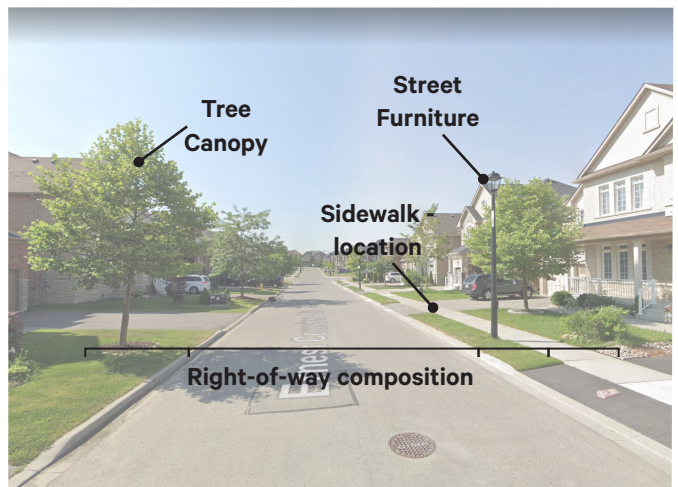 Tree
Canopy
Street
Furniture
Sidewalk -
location
Right-of-way composition